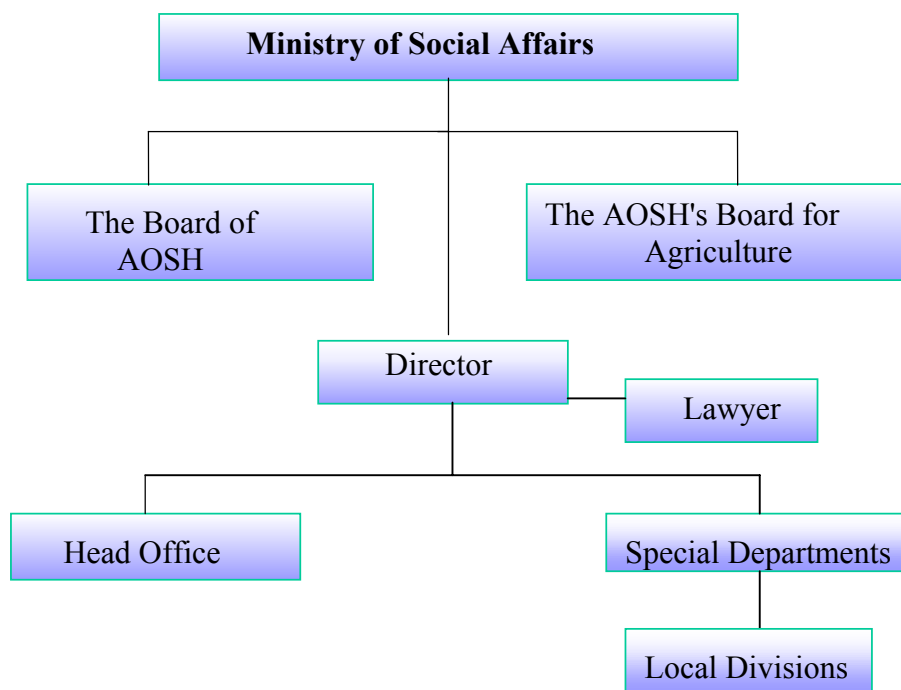 Ministry of Social Affairs
The Board of
AOSH
The AOSH's Board for
Agriculture
Director
Lawyer
Head Office
Special Departments
Local Divisions